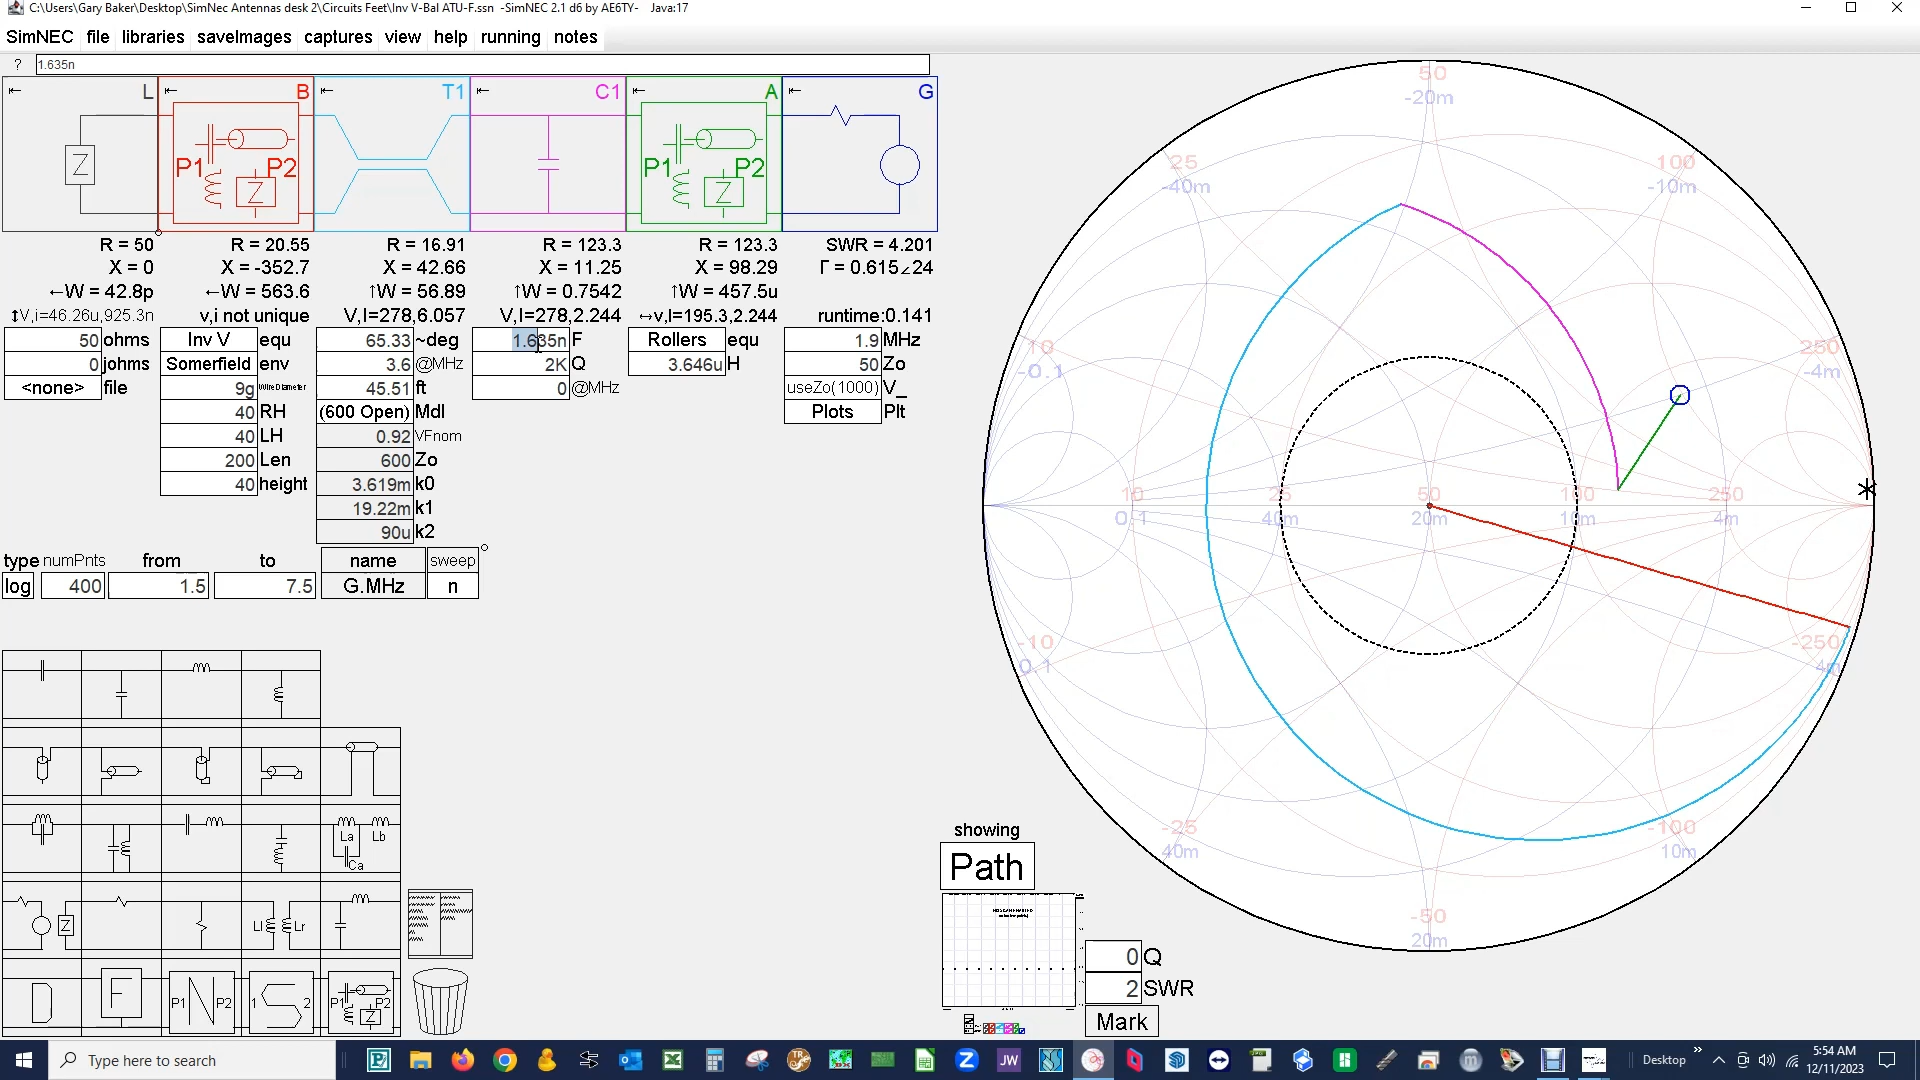 C:\Users\Gary Baker\Desktop\SimNec Antennas desk 2\Circuits Feet\Inv V-Bal ATU-F.ssn -SimNEC 2.1 d6 by AE6TY- Java:17
SimNEC file libraries saveImages captures view help running notes
? 1.635n
L B T1 C1 A G
Z P1 P2 Z P1 P2 Z
R = 50 R = 20.55 R = 16.91 R = 123.3 R = 123.3 SWR = 4.201
X = 0 X = -352.7 X = 42.66 X = 11.25 X = 98.29 Γ = 0.615∠24
←W = 42.8p ←W = 563.6 ↑W = 56.89 ↑W = 0.7542 ↑W = 457.5u
↕V,i=46.26u,925.3n v,i not unique V,I=278,6.057 V,I=278,2.244 ↔v,I=195.3,2.244 runtime:0.141
50 ohms Inv V equ 65.33 ~deg 1.635n F Rollers equ 1.9 MHz
0 johms Somerfield env 3.6 @MHz 2K Q 3.646u H 50 Zo
<none> file 9g WireDiameter 45.51 ft 0 @MHz useZo(1000) V_
40 RH (600 Open) Mdl Plots Plt
40 LH 0.92 VFnom
200 Len 600 Zo
40 height 3.619m k0
19.22m k1
90u k2
type numPnts from to name sweep
log 400 1.5 7.5 G.MHz n
La Lb
Ca
Z Ll Lr
D F P1 N P2 1 S 2 P1 P2 Z
50
-20m
25 100
-40m -10m
10 250
-0.1 -4m
10 25 50 100 250
0.1 40m 20m 10m 4m
-10 -250
0.1 4m
-25 -100
40m 10m
-50
20m
showing
Path
0 Q
2 SWR
Mark
Type here to search
JW
Desktop
5:54 AM
12/11/2023